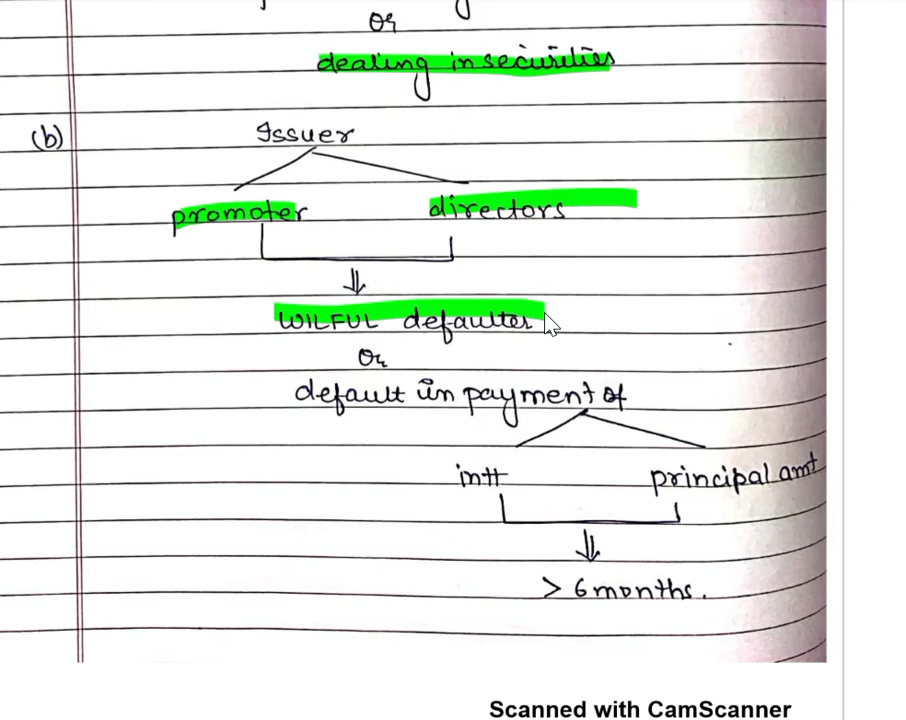 or
dealing in securities
(b) Issuer
promoter directors
WILFUL defaulter
Or
default in payment of
intt principal amt
> 6 months.
Scanned with CamScanner